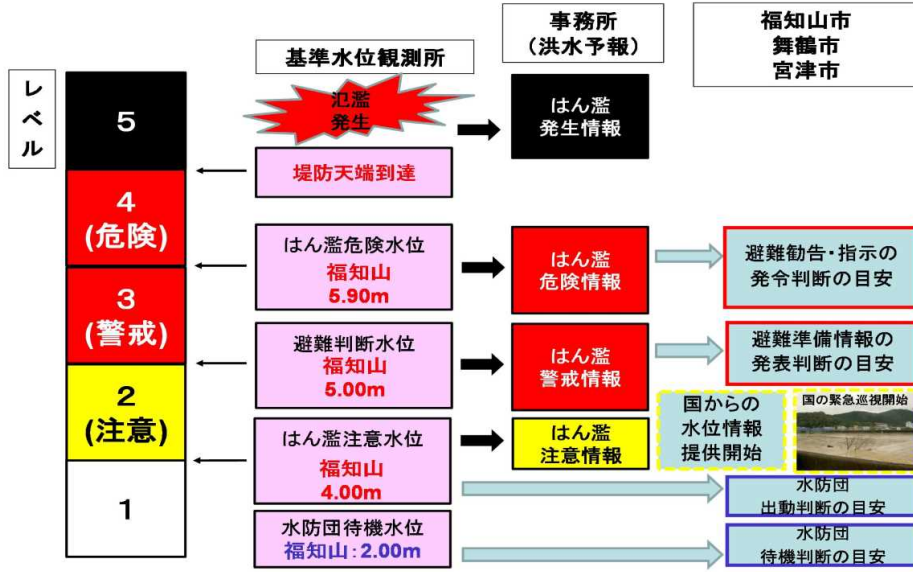 事務所
（洪水予報）
福知山市
舞鶴市
宮津市
基準水位観測所
レベル
5
氾濫
発生
はん濫
発生情報
堤防天端到達
4
(危険)
はん濫危険水位
福知山
5.90m
はん濫
危険情報
避難勧告・指示の
発令判断の目安
3
(警戒)
避難判断水位
福知山
5.00m
はん濫
警戒情報
避難準備情報の
発表判断の目安
2
(注意)
はん濫注意水位
福知山
4.00m
はん濫
注意情報
国からの
水位情報
提供開始
国の緊急巡視開始
水防団
出動判断の目安
1
水防団待機水位
福知山：2.00m
水防団
待機判断の目安